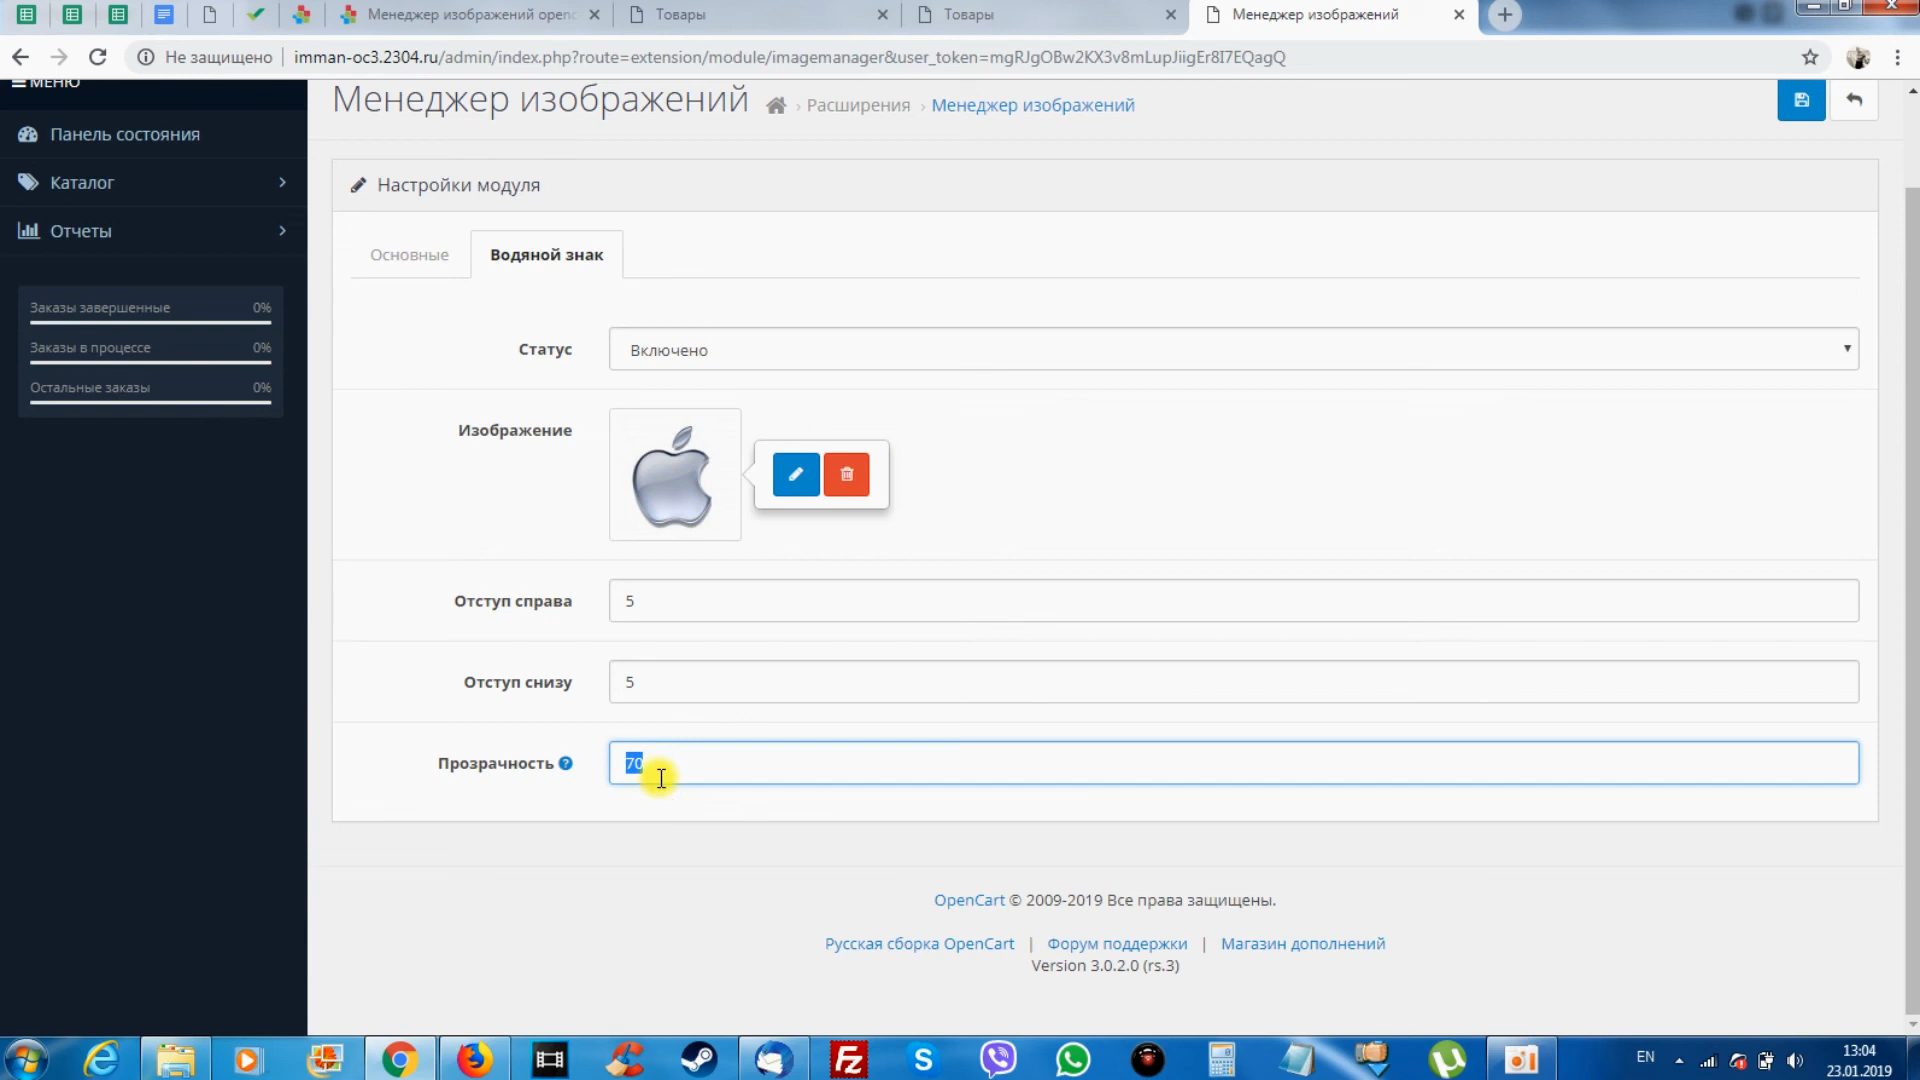 Менеджер изображений openc
Товары
Товары
Менеджер изображений
Не защищено
imman-oc3.2304.ru/admin/index.php?route=extension/module/imagemanager&user_token=mgRJgOBw2KX3v8mLupJiigEr8I7EQagQ
МЕНЮ
Менеджер изображений
› Расширения › Менеджер изображений
Панель состояния
Каталог
Отчеты
Заказы завершенные 0%
Заказы в процессе 0%
Остальные заказы 0%
Настройки модуля
Основные
Водяной знак
Статус
Включено
Изображение
Отступ справа
5
Отступ снизу
5
Прозрачность ?
70
OpenCart © 2009-2019 Все права защищены.
Русская сборка OpenCart | Форум поддержки | Магазин дополнений
Version 3.0.2.0 (rs.3)
EN
13:04
23.01.2019